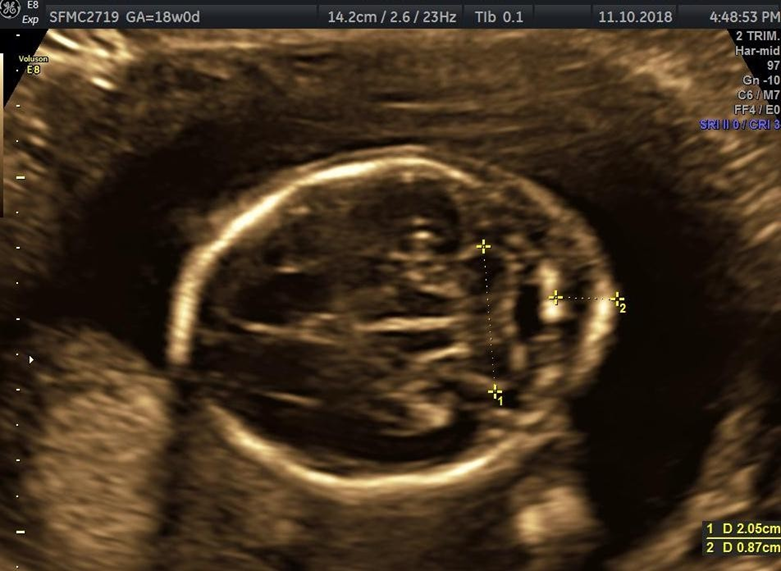 E8
Exp
SFMC2719 GA=18w0d
14.2cm / 2.6 / 23Hz
TIb 0.1
11.10.2018
4:48:53 PM
Voluson
E8
2 TRIM.
Har-mid
97
Gn -10
C6 / M7
FF4 / E0
SRI II 0 / CRI 3
1
2
1 D 2.05cm
2 D 0.87cm